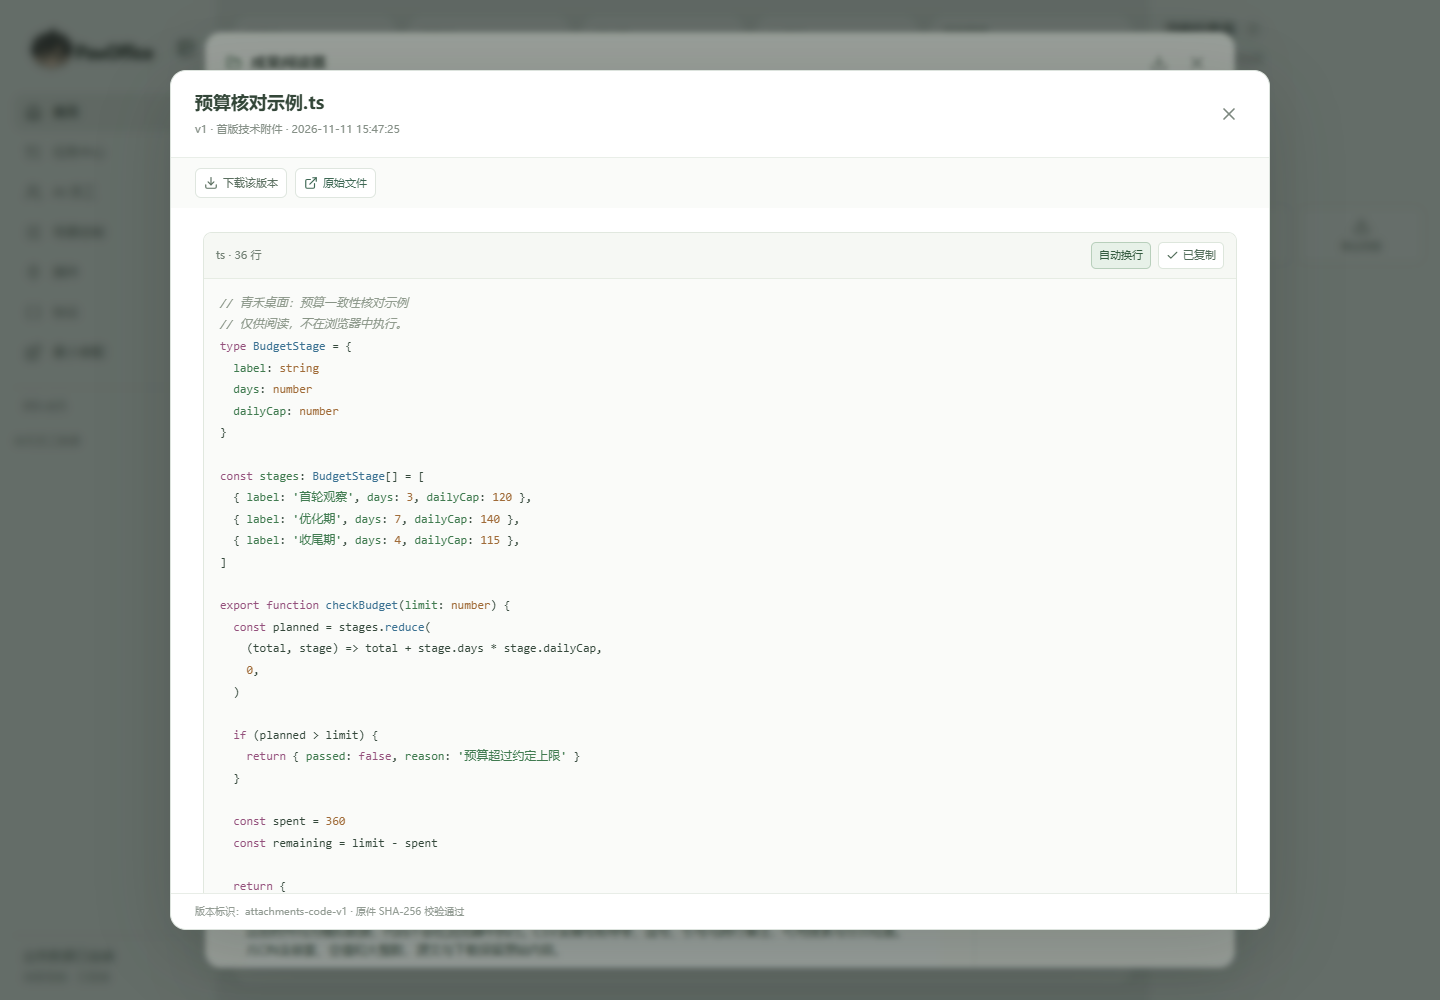 预算核对示例.ts
v1 · 首版技术附件 · 2026-11-11 15:47:25
下载该版本
原始文件
ts · 36 行
自动换行
已复制
// 青禾桌面：预算一致性核对示例
// 仅供阅读，不在浏览器中执行。
type BudgetStage = {
  label: string
  days: number
  dailyCap: number
}
const stages: BudgetStage[] = [
  { label: '首轮观察', days: 3, dailyCap: 120 },
  { label: '优化期', days: 7, dailyCap: 140 },
  { label: '收尾期', days: 4, dailyCap: 115 },
]
export function checkBudget(limit: number) {
  const planned = stages.reduce(
    (total, stage) => total + stage.days * stage.dailyCap,
    0,
  )
  if (planned > limit) {
    return { passed: false, reason: '预算超过约定上限' }
  }
  const spent = 360
  const remaining = limit - spent
  return {
版本标识：attachments-code-v1 · 原件 SHA-256 校验通过